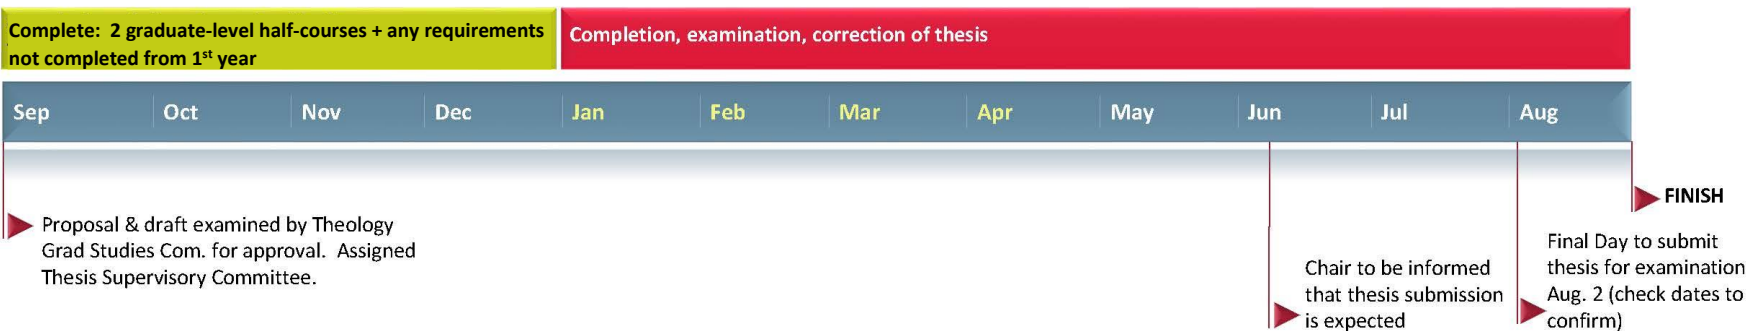 Complete: 2 graduate-level half-courses + any requirements
not completed from 1st year
Completion, examination, correction of thesis
Sep Oct Nov Dec Jan Feb Mar Apr May Jun Jul Aug
Proposal & draft examined by Theology
Grad Studies Com. for approval. Assigned
Thesis Supervisory Committee.
Chair to be informed
that thesis submission
is expected
FINISH
Final Day to submit
thesis for examination
Aug. 2 (check dates to
confirm)